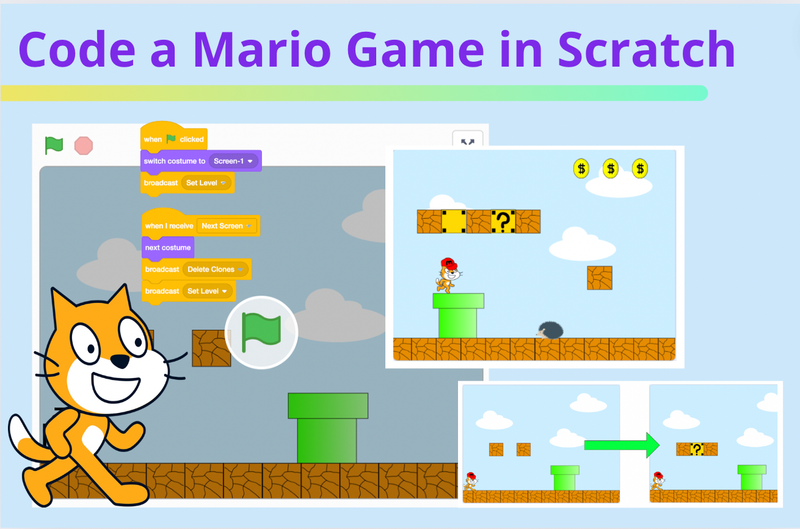 Code a Mario Game in Scratch
when clicked
switch costume to Screen-1
broadcast Set Level
when I receive Next Screen
next costume
broadcast Delete Clones
broadcast Set Level
$ $ $
?
?